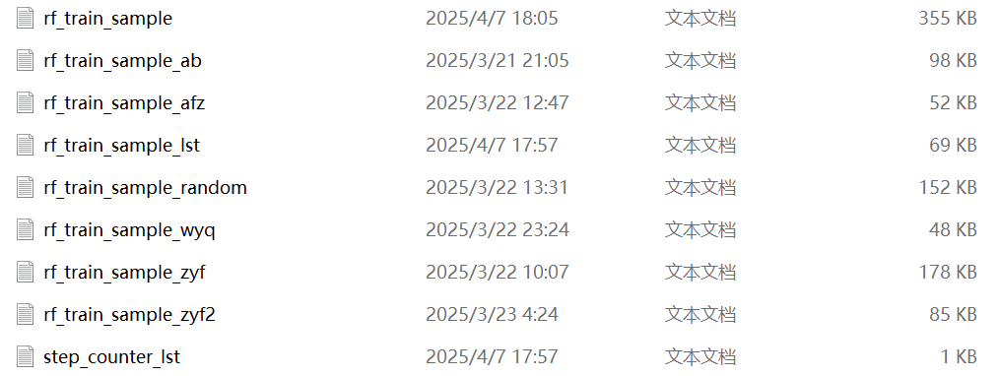 rf_train_sample 2025/4/7 18:05 文本文档 355 KB
rf_train_sample_ab 2025/3/21 21:05 文本文档 98 KB
rf_train_sample_afz 2025/3/22 12:47 文本文档 52 KB
rf_train_sample_lst 2025/4/7 17:57 文本文档 69 KB
rf_train_sample_random 2025/3/22 13:31 文本文档 152 KB
rf_train_sample_wyq 2025/3/22 23:24 文本文档 48 KB
rf_train_sample_zyf 2025/3/22 10:07 文本文档 178 KB
rf_train_sample_zyf2 2025/3/23 4:24 文本文档 85 KB
step_counter_lst 2025/4/7 17:57 文本文档 1 KB